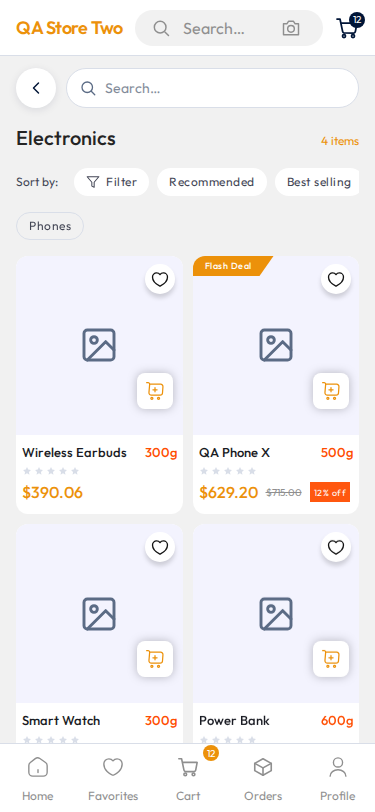 QA Store Two
Search...
12
Search...
Electronics
4 items
Sort by:
Filter
Recommended
Best selling
Phones
Flash Deal
Wireless Earbuds 300g
$390.06
QA Phone X 500g
$629.20 $715.00 12% off
Smart Watch 300g
Power Bank 600g
12
Home
Favorites
Cart
Orders
Profile